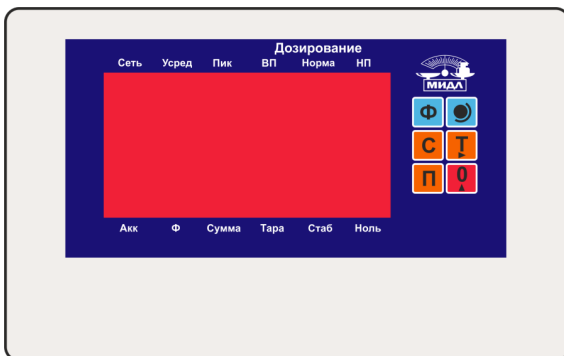 Дозирование
Сеть Усред Пик ВП Норма НП
МИДЛ
Ф
С Т
П 0
Акк Ф Сумма Тара Стаб Ноль